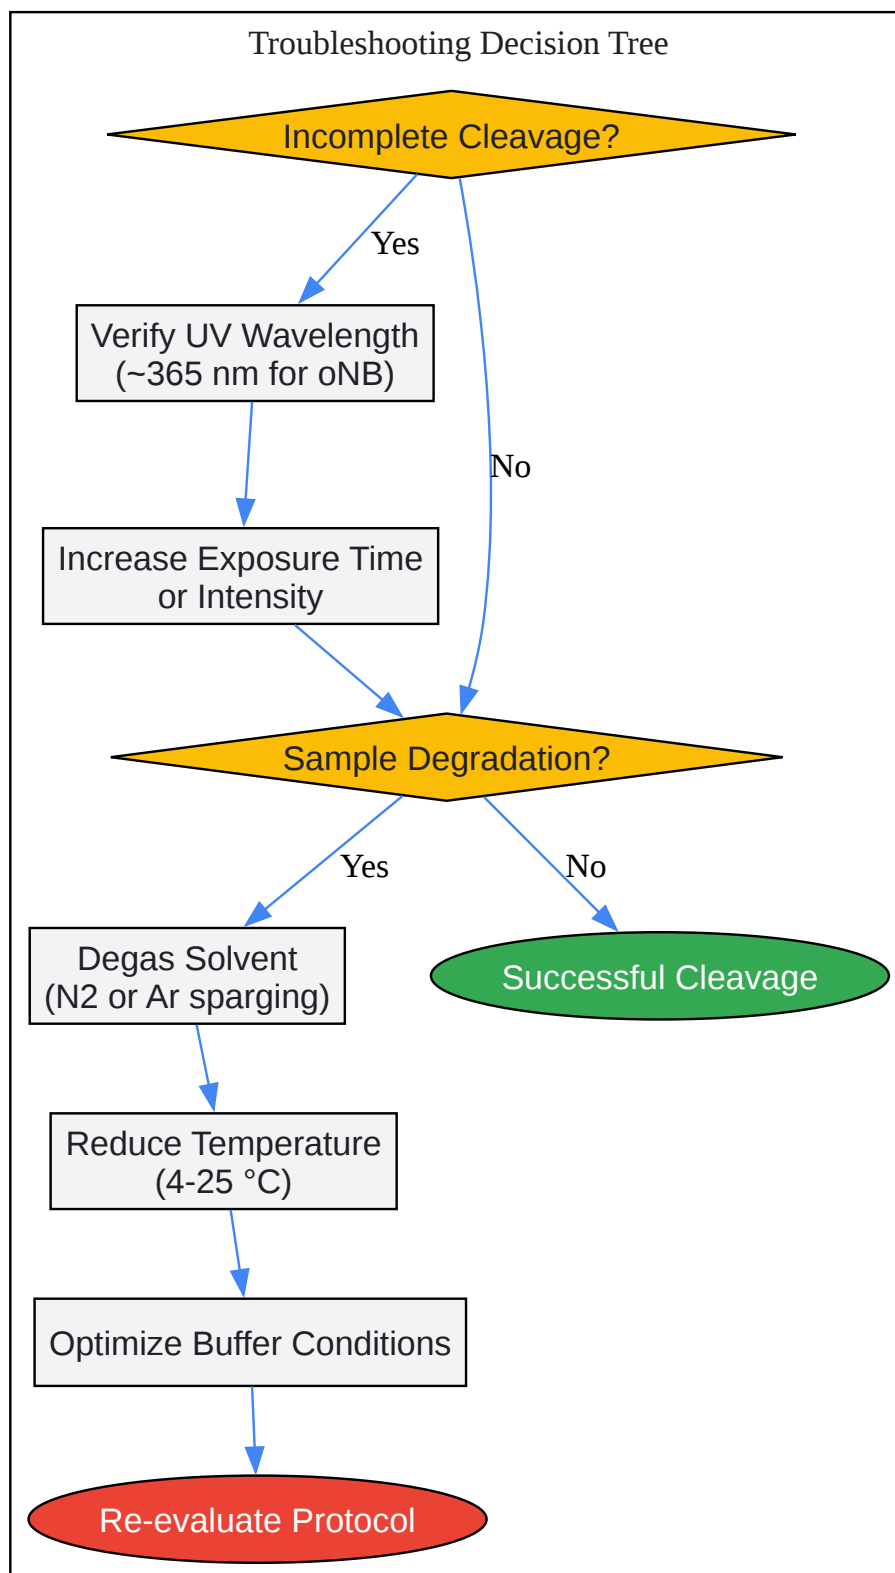 Troubleshooting Decision Tree
Incomplete Cleavage?
Yes
Verify UV Wavelength
(~365 nm for oNB)
No
Increase Exposure Time
or Intensity
Sample Degradation?
Yes
No
Degas Solvent
(N2 or Ar sparging)
Successful Cleavage
Reduce Temperature
(4-25 °C)
Optimize Buffer Conditions
Re-evaluate Protocol